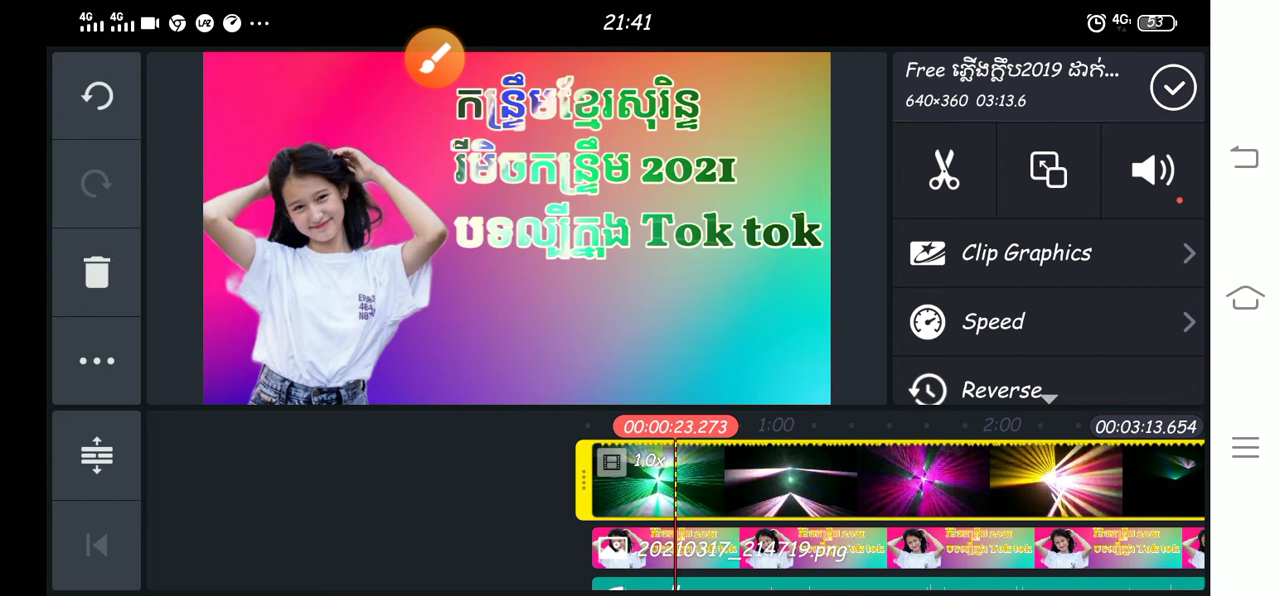 4G 4G 21:41 4G 53
Free ភ្លើងក្លឹប2019 ដាក់...
640×360 03:13.6
កន្ទ្រឹមខ្មែរសុរិន្ទ
រីមិចកន្ទ្រឹម 2021
បទល្បីក្នុង Tok tok
Clip Graphics
Speed
Reverse
00:00:23.273 1:00 2:00 00:03:13.654
1.0x
20210317_214719.png